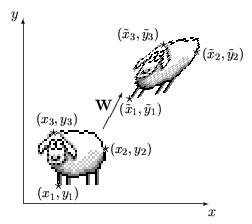 y
(x̃₃, ỹ₃)
(x̃₂, ỹ₂)
W
(x̃₁, ỹ₁)
(x₃, y₃)
(x₂, y₂)
(x₁, y₁)
x